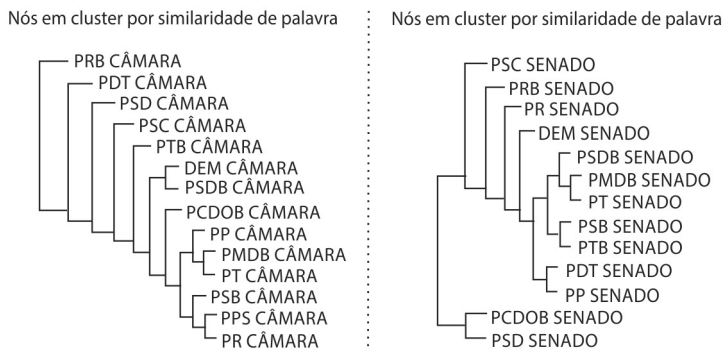 Nós em cluster por similaridade de palavra
PRB CÂMARA
PDT CÂMARA
PSD CÂMARA
PSC CÂMARA
PTB CÂMARA
DEM CÂMARA
PSDB CÂMARA
PCDOB CÂMARA
PP CÂMARA
PMDB CÂMARA
PT CÂMARA
PSB CÂMARA
PPS CÂMARA
PR CÂMARA
Nós em cluster por similaridade de palavra
PSC SENADO
PRB SENADO
PR SENADO
DEM SENADO
PSDB SENADO
PMDB SENADO
PT SENADO
PSB SENADO
PTB SENADO
PDT SENADO
PP SENADO
PCDOB SENADO
PSD SENADO